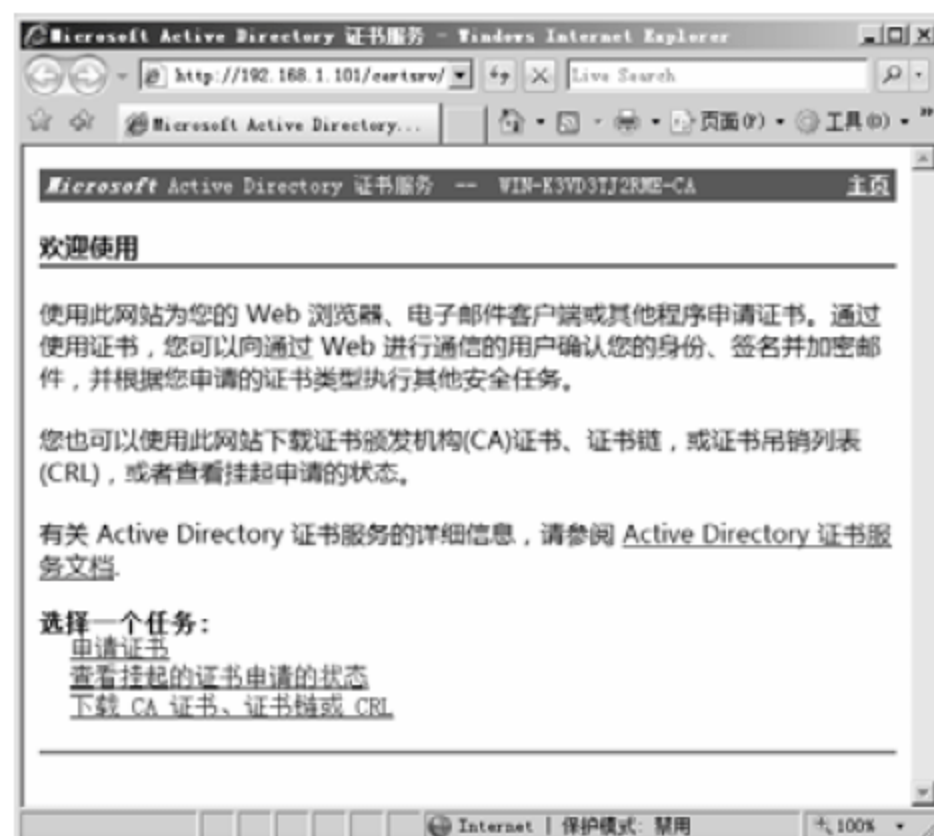 Microsoft Active Directory 证书服务 - Windows Internet Explorer
http://192.168.1.101/certsrv/ Live Search
Microsoft Active Directory... 页面(P) 工具(O) »
Microsoft Active Directory 证书服务 -- WIN-K3VD3TJ2RME-CA 主页
欢迎使用
使用此网站为您的 Web 浏览器、电子邮件客户端或其他程序申请证书。通过
使用证书，您可以向通过 Web 进行通信的用户确认您的身份、签名并加密邮
件，并根据您申请的证书类型执行其他安全任务。
您也可以使用此网站下载证书颁发机构(CA)证书、证书链，或证书吊销列表
(CRL)，或者查看挂起申请的状态。
有关 Active Directory 证书服务的详细信息，请参阅 Active Directory 证书服
务文档.
选择一个任务:
申请证书
查看挂起的证书申请的状态
下载 CA 证书、证书链或 CRL
Internet | 保护模式: 禁用 100%